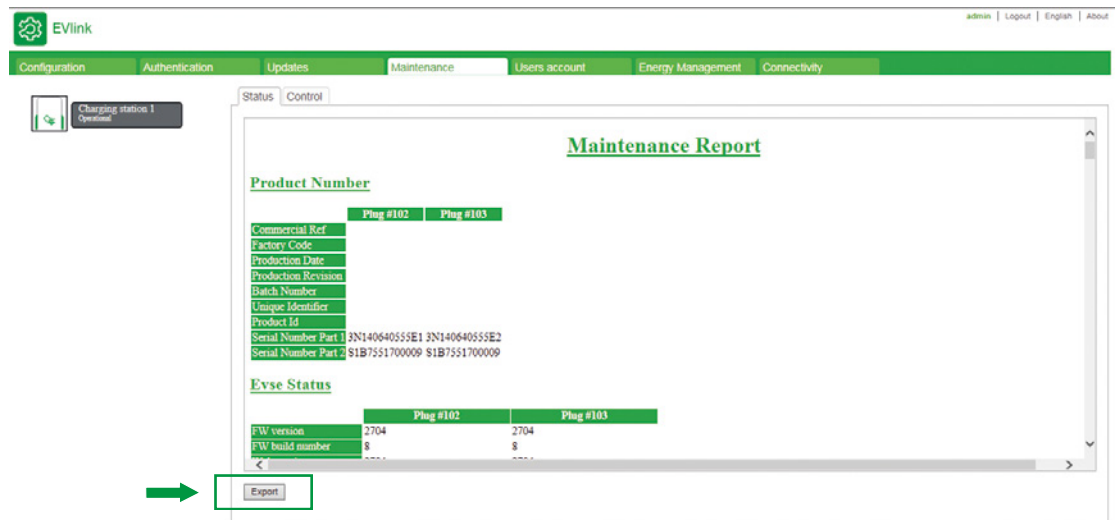 admin | Logout | English | About
EVlink
Configuration Authentication Updates Maintenance Users account Energy Management Connectivity
Charging station 1
Operational
Status Control
Maintenance Report
Product Number
Plug #102 Plug #103
Commercial Ref
Factory Code
Production Date
Production Revision
Batch Number
Unique Identifier
Product Id
Serial Number Part 1 3N140640555E1 3N140640555E2
Serial Number Part 2 S1B7551700009 S1B7551700009
Evse Status
Plug #102 Plug #103
FW version 2704 2704
FW build number 8 8
Export